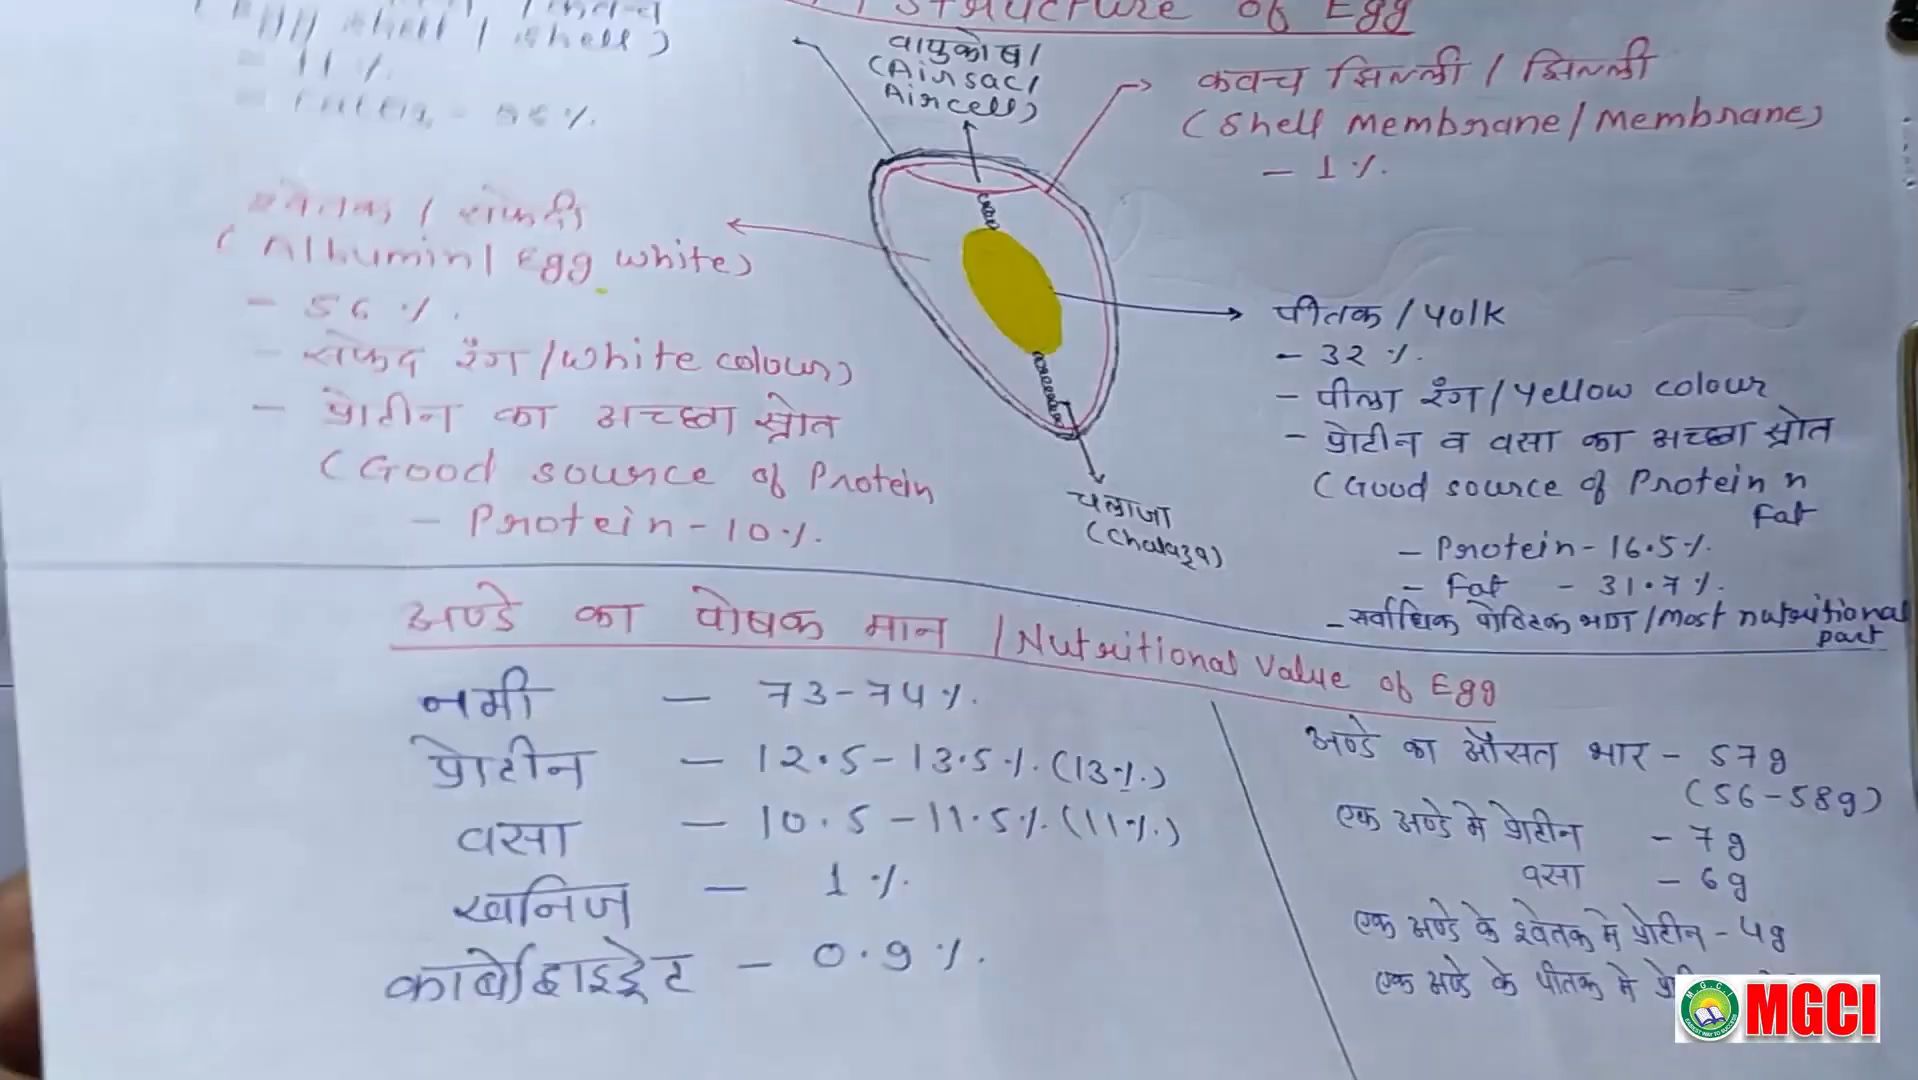 Structure of Egg
shell)
- 11 %
वायुकोष/
(Airsac/
Aircell)
कवच झिल्ली / झिल्ली
(Shell Membrane/Membrane)
- 1 %.
श्वेतक / सफेदी
(Albumin/ Egg white)
- 56 %.
- सफेद रंग /white colour)
- प्रोटीन का अच्छा स्रोत
(Good source of Protein
- Protein - 10 %.
पीतक / Yolk
- 32 %.
- पीला रंग / Yellow colour
- प्रोटीन व वसा का अच्छा स्रोत
(Good source of Protein n
Fat
- Protein - 16.5 %.
- Fat - 31.7 %.
- सर्वाधिक पौष्टिक भाग / Most nutritional
part
चलाजा
(Chalaza)
अण्डे का पोषक मान / Nutritional Value of Egg
नमी - 73-74 %.
प्रोटीन - 12.5 - 13.5 %. (13 %.)
वसा - 10.5 - 11.5 %. (11 %.)
खनिज - 1 %.
कार्बोहाइड्रेट - 0.9 %.
अण्डे का औसत भार - 57g
(56-58g)
एक अण्डे मे प्रोटीन - 7g
वसा - 6g
एक अण्डे के श्वेतक मे प्रोटीन - 4g
एक अण्डे के पीतक मे
MGCI